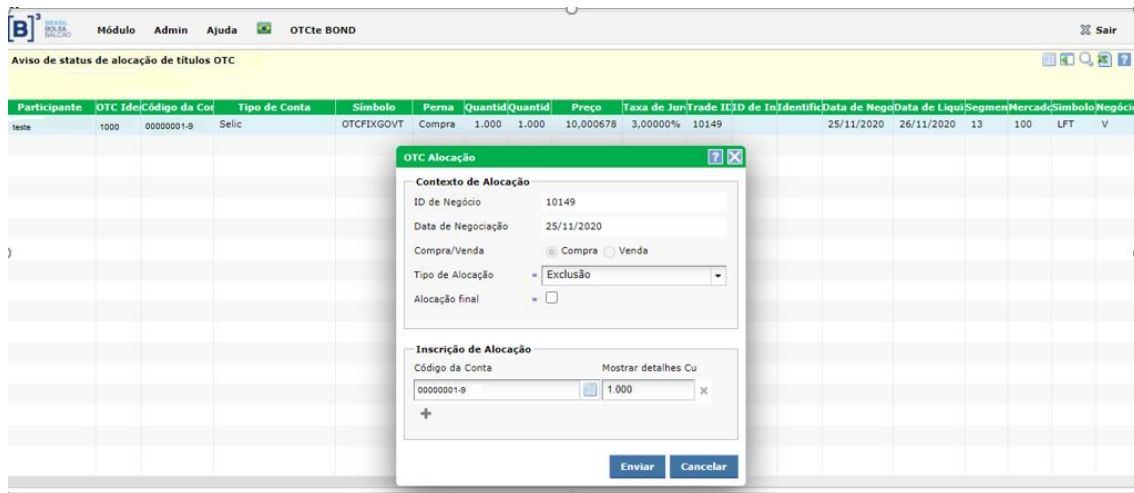 [B]³ BRASIL BOLSA BALCÃO
Módulo Admin Ajuda OTCte BOND Sair
Aviso de status de alocação de títulos OTC
Participante OTC Ide Código da Cor Tipo de Conta Símbolo Perna Quantid Quantid Preço Taxa de Jur Trade ID ID de In Identific Data de Nego Data de Liqui Segmen Mercado Simbolo Negóci
teste 1000 00000001-9 Selic OTCFIXGOVT Compra 1.000 1.000 10,000678 3,00000% 10149 25/11/2020 26/11/2020 13 100 LFT V
OTC Alocação
Contexto de Alocação
ID de Negócio 10149
Data de Negociação 25/11/2020
Compra/Venda Compra Venda
Tipo de Alocação Exclusão
Alocação final
Inscrição de Alocação
Código da Conta Mostrar detalhes Cu
00000001-9 1.000
Enviar Cancelar